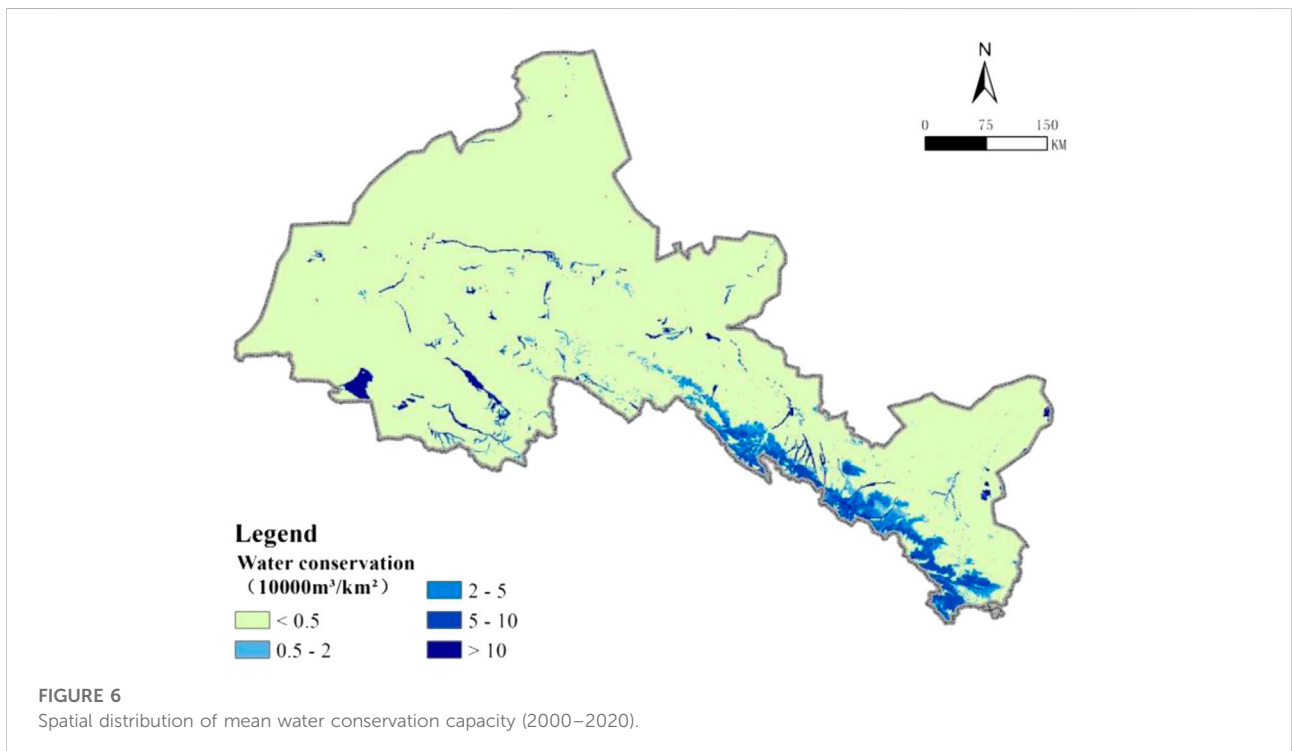 N
0 75 150
KM
Legend
Water conservation
（10000m³/km²）
< 0.5
0.5 - 2
2 - 5
5 - 10
> 10
FIGURE 6
Spatial distribution of mean water conservation capacity (2000–2020).